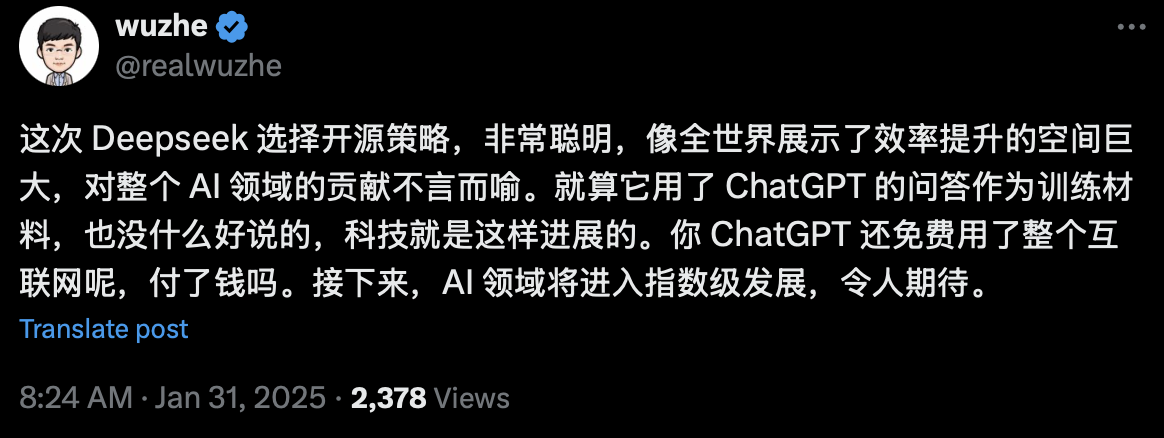 wuzhe
@realwuzhe
这次 Deepseek 选择开源策略，非常聪明，像全世界展示了效率提升的空间巨
大，对整个 AI 领域的贡献不言而喻。就算它用了 ChatGPT 的问答作为训练材
料，也没什么好说的，科技就是这样进展的。你 ChatGPT 还免费用了整个互
联网呢，付了钱吗。接下来，AI 领域将进入指数级发展，令人期待。
Translate post
8:24 AM · Jan 31, 2025 · 2,378 Views